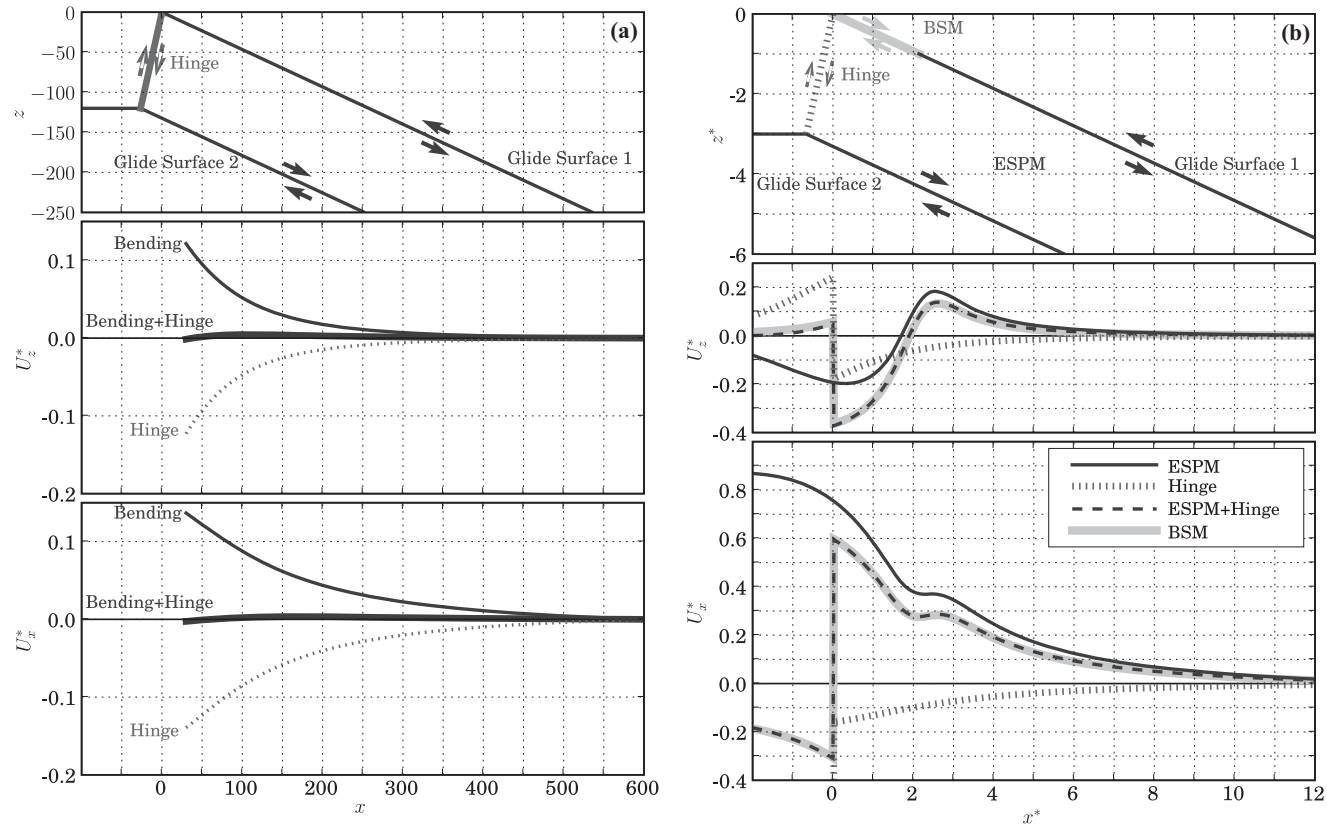 (a)
0
−50
−100
−150
−200
−250
z
Hinge
Glide Surface 2
Glide Surface 1
0.1
0.0
-0.1
-0.2
U*z
Bending
Bending+Hinge
Hinge
0.1
0.0
-0.1
-0.2
U*x
Bending
Bending+Hinge
Hinge
0 100 200 300 400 500 600
x
(b)
0
−2
−4
-6
z*
BSM
Hinge
Glide Surface 2
ESPM
Glide Surface 1
0.2
0.0
-0.2
-0.4
U*z
0.8
0.6
0.4
0.2
0.0
-0.2
-0.4
U*x
ESPM
Hinge
ESPM+Hinge
BSM
0 2 4 6 8 10 12
x*